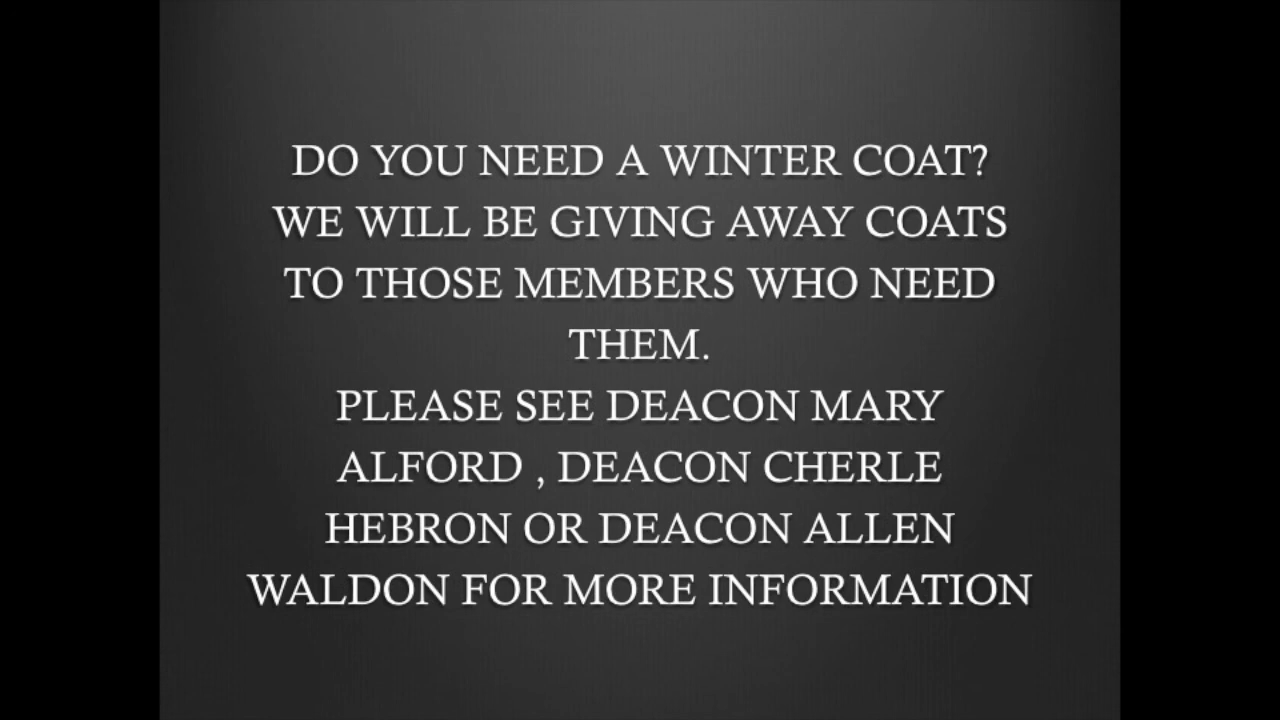 DO YOU NEED A WINTER COAT?
WE WILL BE GIVING AWAY COATS
TO THOSE MEMBERS WHO NEED
THEM.
PLEASE SEE DEACON MARY
ALFORD , DEACON CHERLE
HEBRON OR DEACON ALLEN
WALDON FOR MORE INFORMATION